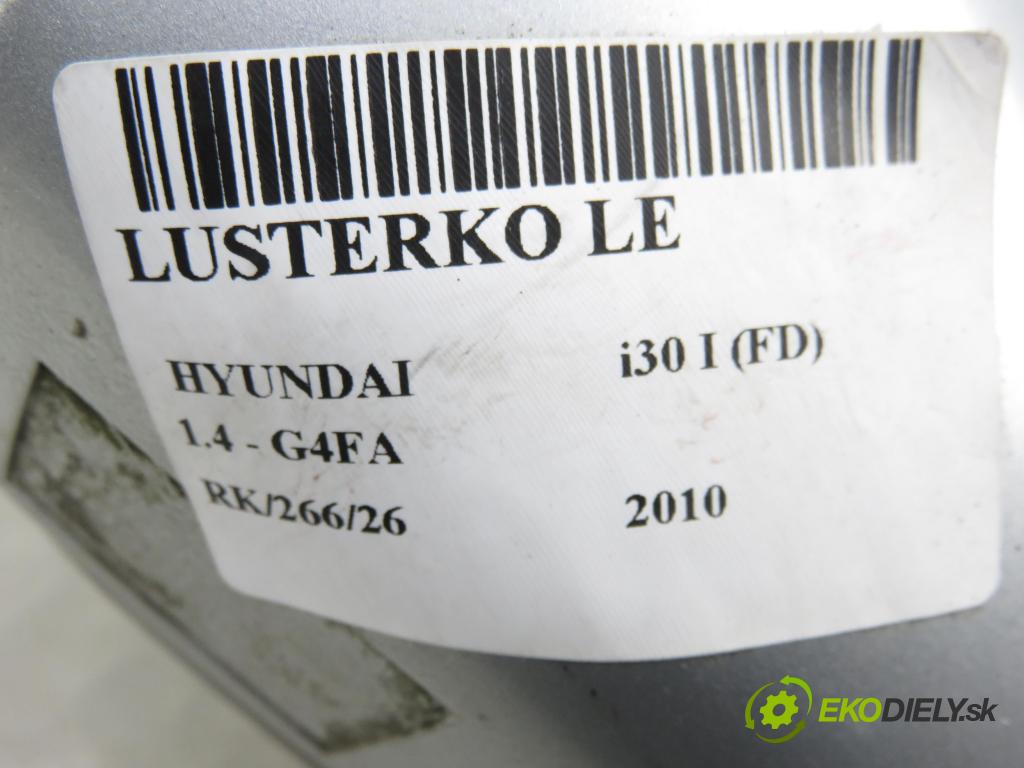 LUSTERKO LE
HYUNDAI i30 I (FD)
1.4 - G4FA
RK/266/26 2010
EKODIELY.sk